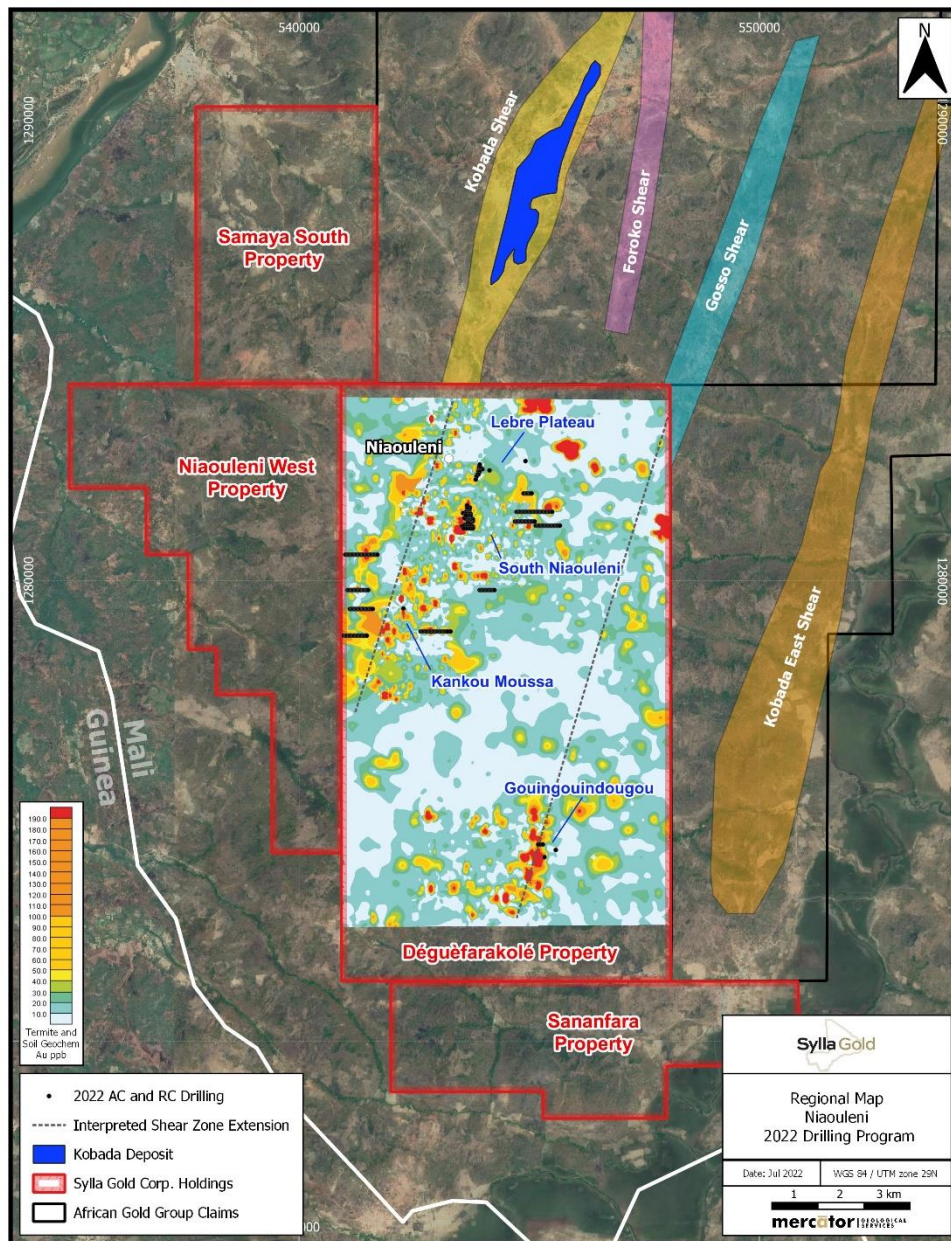 540000
550000
N
1290000
1290000
Kobada Shear
Foroko Shear
Gosso Shear
Samaya South
Property
Niaouleni
Lebre Plateau
Niaouleni West
Property
South Niaouleni
1280000
1280000
Kankou Moussa
Kobada East Shear
Mali
Guinea
Gouingouindougou
190.0
180.0
170.0
160.0
150.0
140.0
130.0
120.0
110.0
100.0
90.0
80.0
70.0
60.0
50.0
40.0
30.0
20.0
10.0
Termite and
Soil Geochem
Au ppb
Déguèfarakolé Property
Sananfara
Property
2022 AC and RC Drilling
Interpreted Shear Zone Extension
Kobada Deposit
Sylla Gold Corp. Holdings
African Gold Group Claims
SyllaGold
Regional Map
Niaouleni
2022 Drilling Program
Date: Jul 2022
WGS 84 / UTM zone 29N
1 2 3 km
mercator GEOLOGICAL
SERVICES